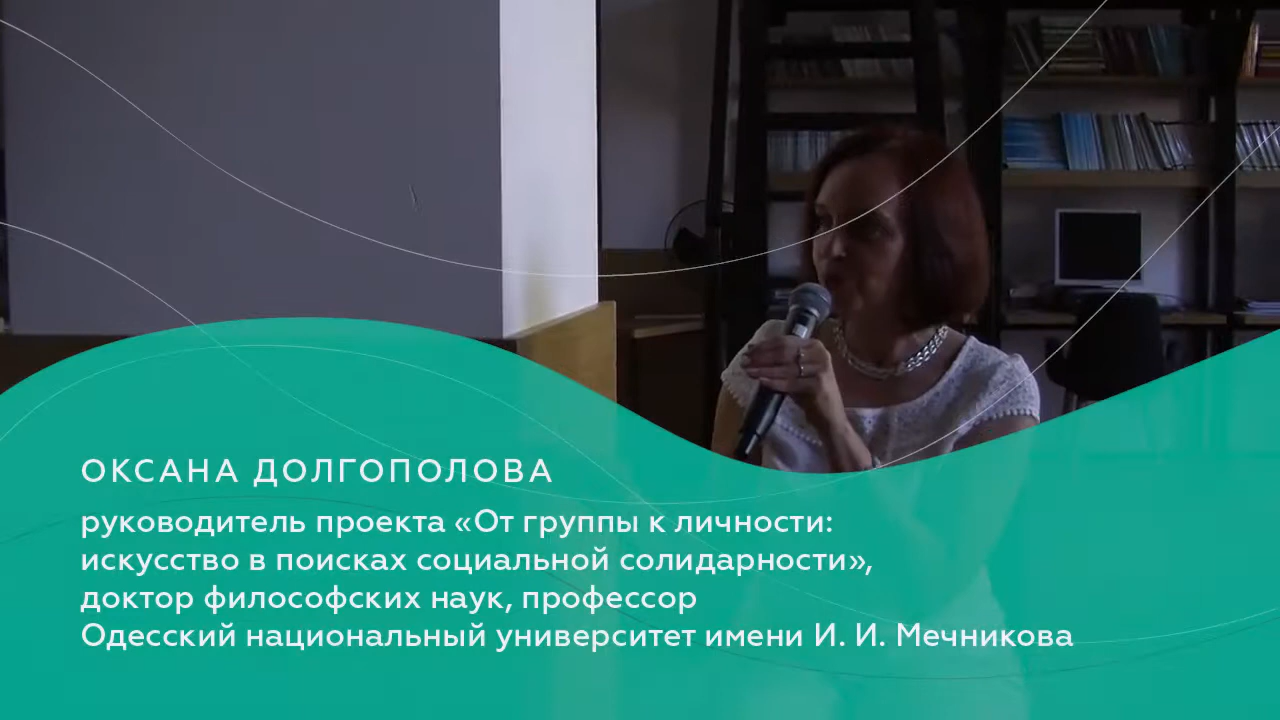 ОКСАНА ДОЛГОПОЛОВА
руководитель проекта «От группы к личности:
искусство в поисках социальной солидарности»,
доктор философских наук, профессор
Одесский национальный университет имени И. И. Мечникова